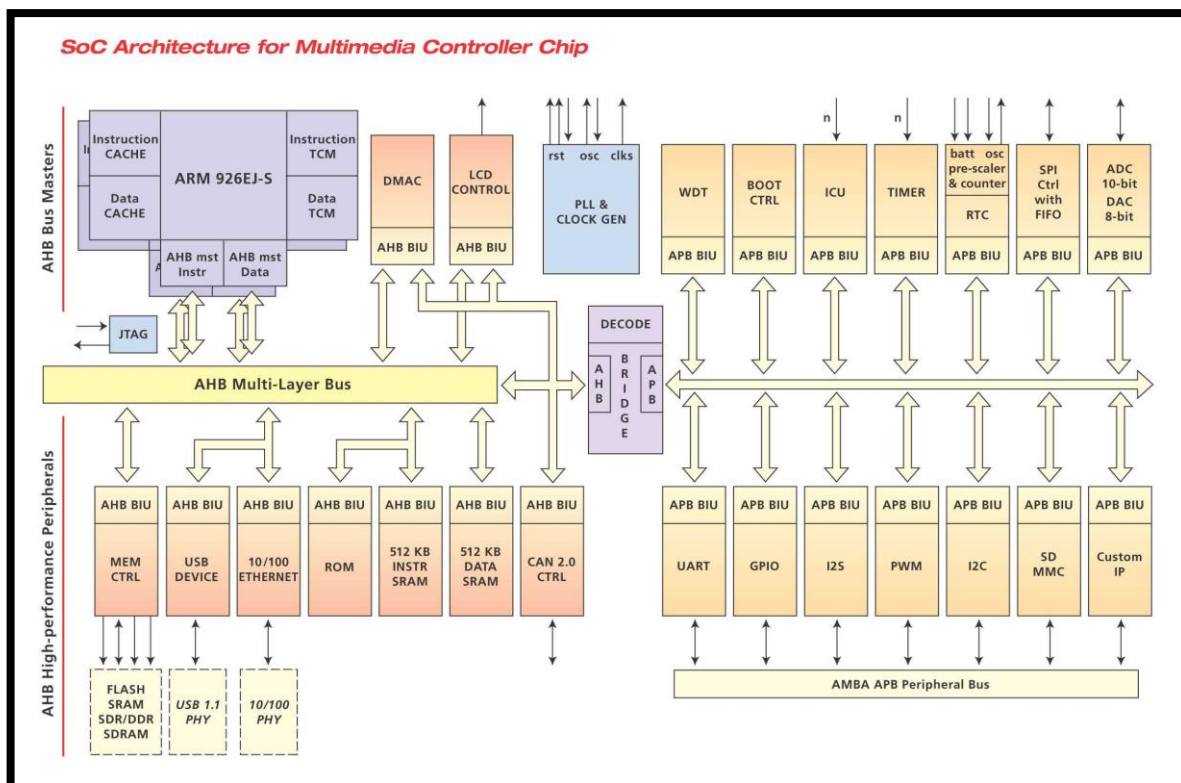 SoC Architecture for Multimedia Controller Chip
AHB Bus Masters
Instruction
CACHE
Data
CACHE
ARM 926EJ-S
Instruction
TCM
Data
TCM
AHB mst
Instr
AHB mst
Data
JTAG
DMAC
AHB BIU
LCD
CONTROL
AHB BIU
rst osc clks
PLL &
CLOCK GEN
WDT
APB BIU
BOOT
CTRL
APB BIU
n
ICU
APB BIU
n
TIMER
APB BIU
batt osc
pre-scaler
& counter
RTC
APB BIU
SPI
Ctrl
with
FIFO
APB BIU
ADC
10-bit
DAC
8-bit
APB BIU
AHB Multi-Layer Bus
DECODE
AHB
BRIDGE
APB
AHB High-performance Peripherals
AHB BIU
MEM
CTRL
AHB BIU
USB
DEVICE
AHB BIU
10/100
ETHERNET
AHB BIU
ROM
AHB BIU
512 KB
INSTR
SRAM
AHB BIU
512 KB
DATA
SRAM
AHB BIU
CAN 2.0
CTRL
APB BIU
UART
APB BIU
GPIO
APB BIU
I2S
APB BIU
PWM
APB BIU
I2C
APB BIU
SD
MMC
APB BIU
Custom
IP
FLASH
SRAM
SDR/DDR
SDRAM
USB 1.1
PHY
10/100
PHY
AMBA APB Peripheral Bus